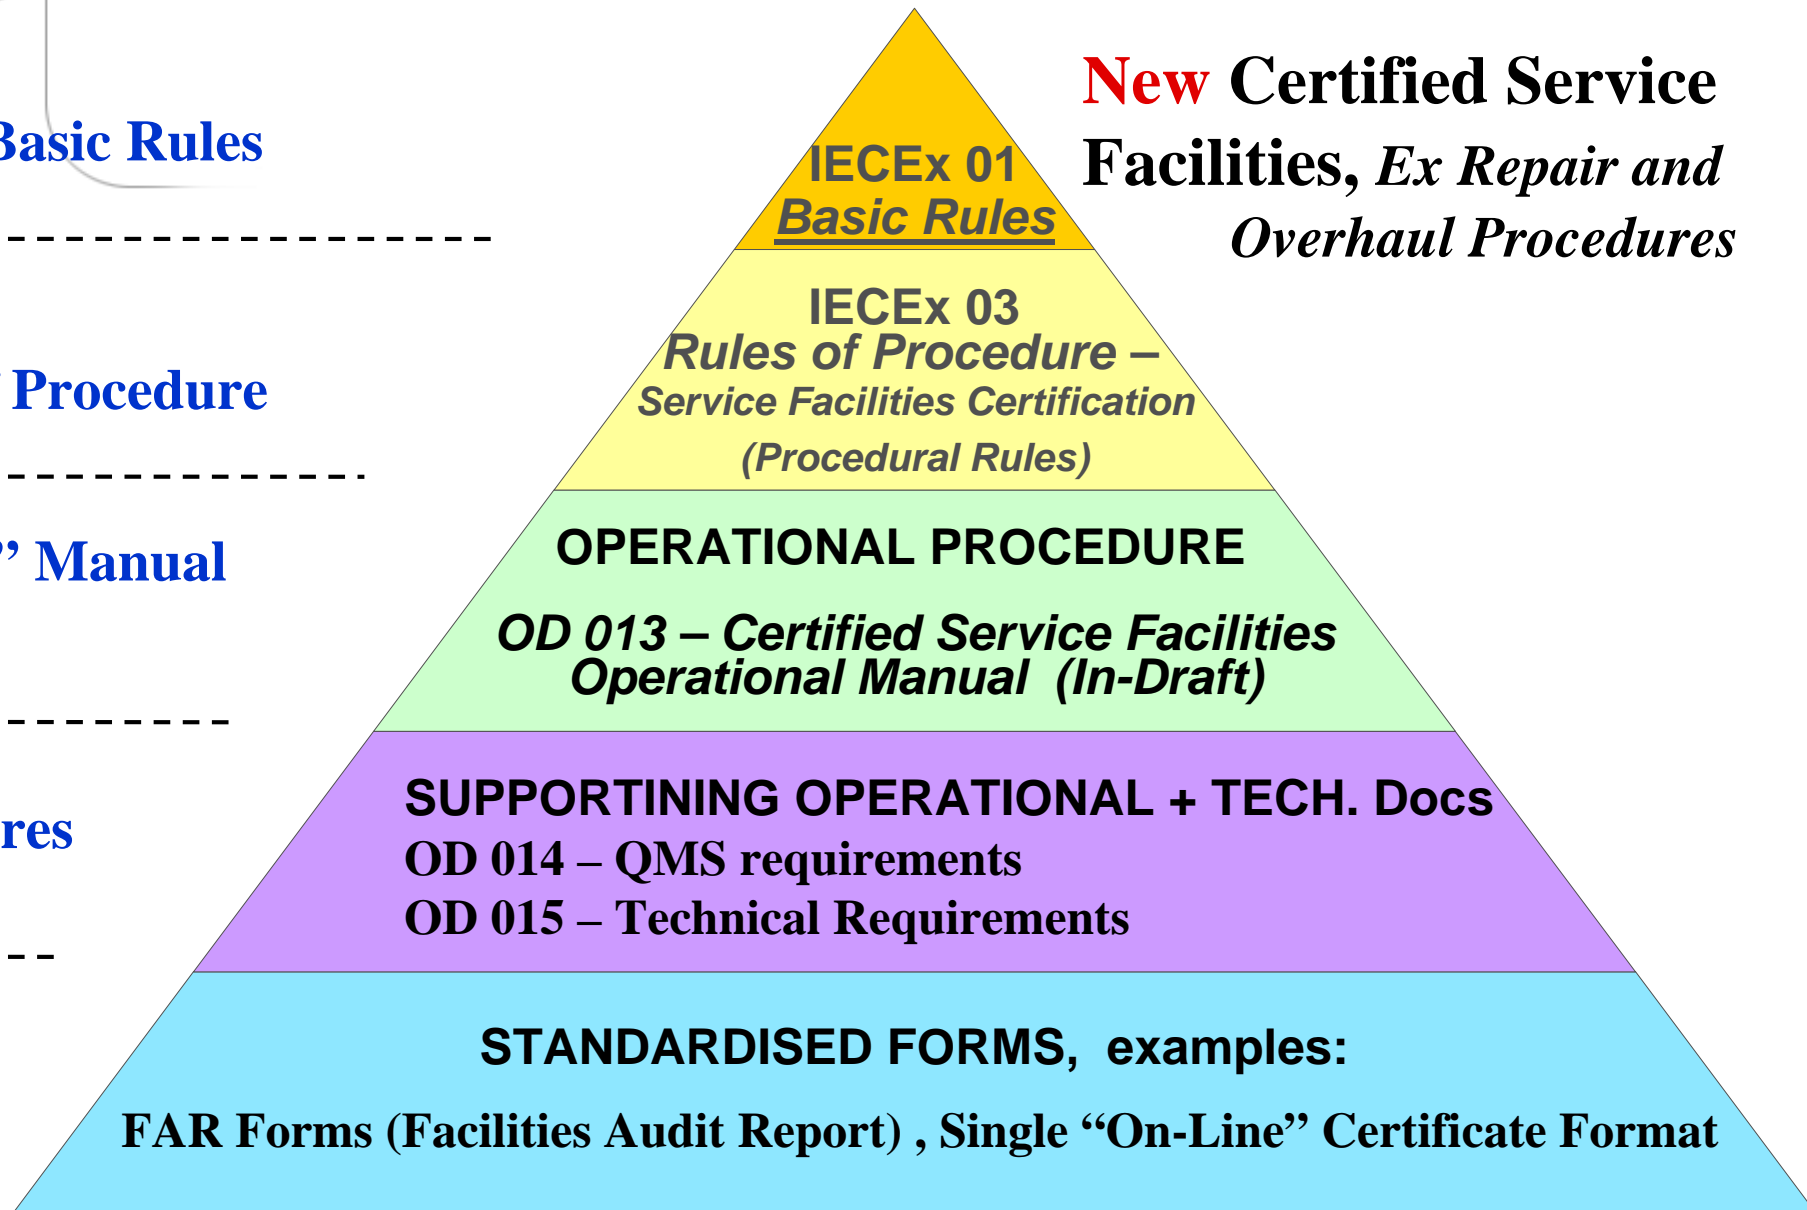 New Certified Service
Facilities, Ex Repair and
Overhaul Procedures
Basic Rules
IECEx 01
Basic Rules
IECEx 03
Rules of Procedure –
Service Facilities Certification
(Procedural Rules)
Procedure
OPERATIONAL PROCEDURE
” Manual
OD 013 – Certified Service Facilities
Operational Manual (In-Draft)
SUPPORTINING OPERATIONAL + TECH. Docs
res
OD 014 – QMS requirements
OD 015 – Technical Requirements
STANDARDISED FORMS, examples:
FAR Forms (Facilities Audit Report) , Single “On-Line” Certificate Format